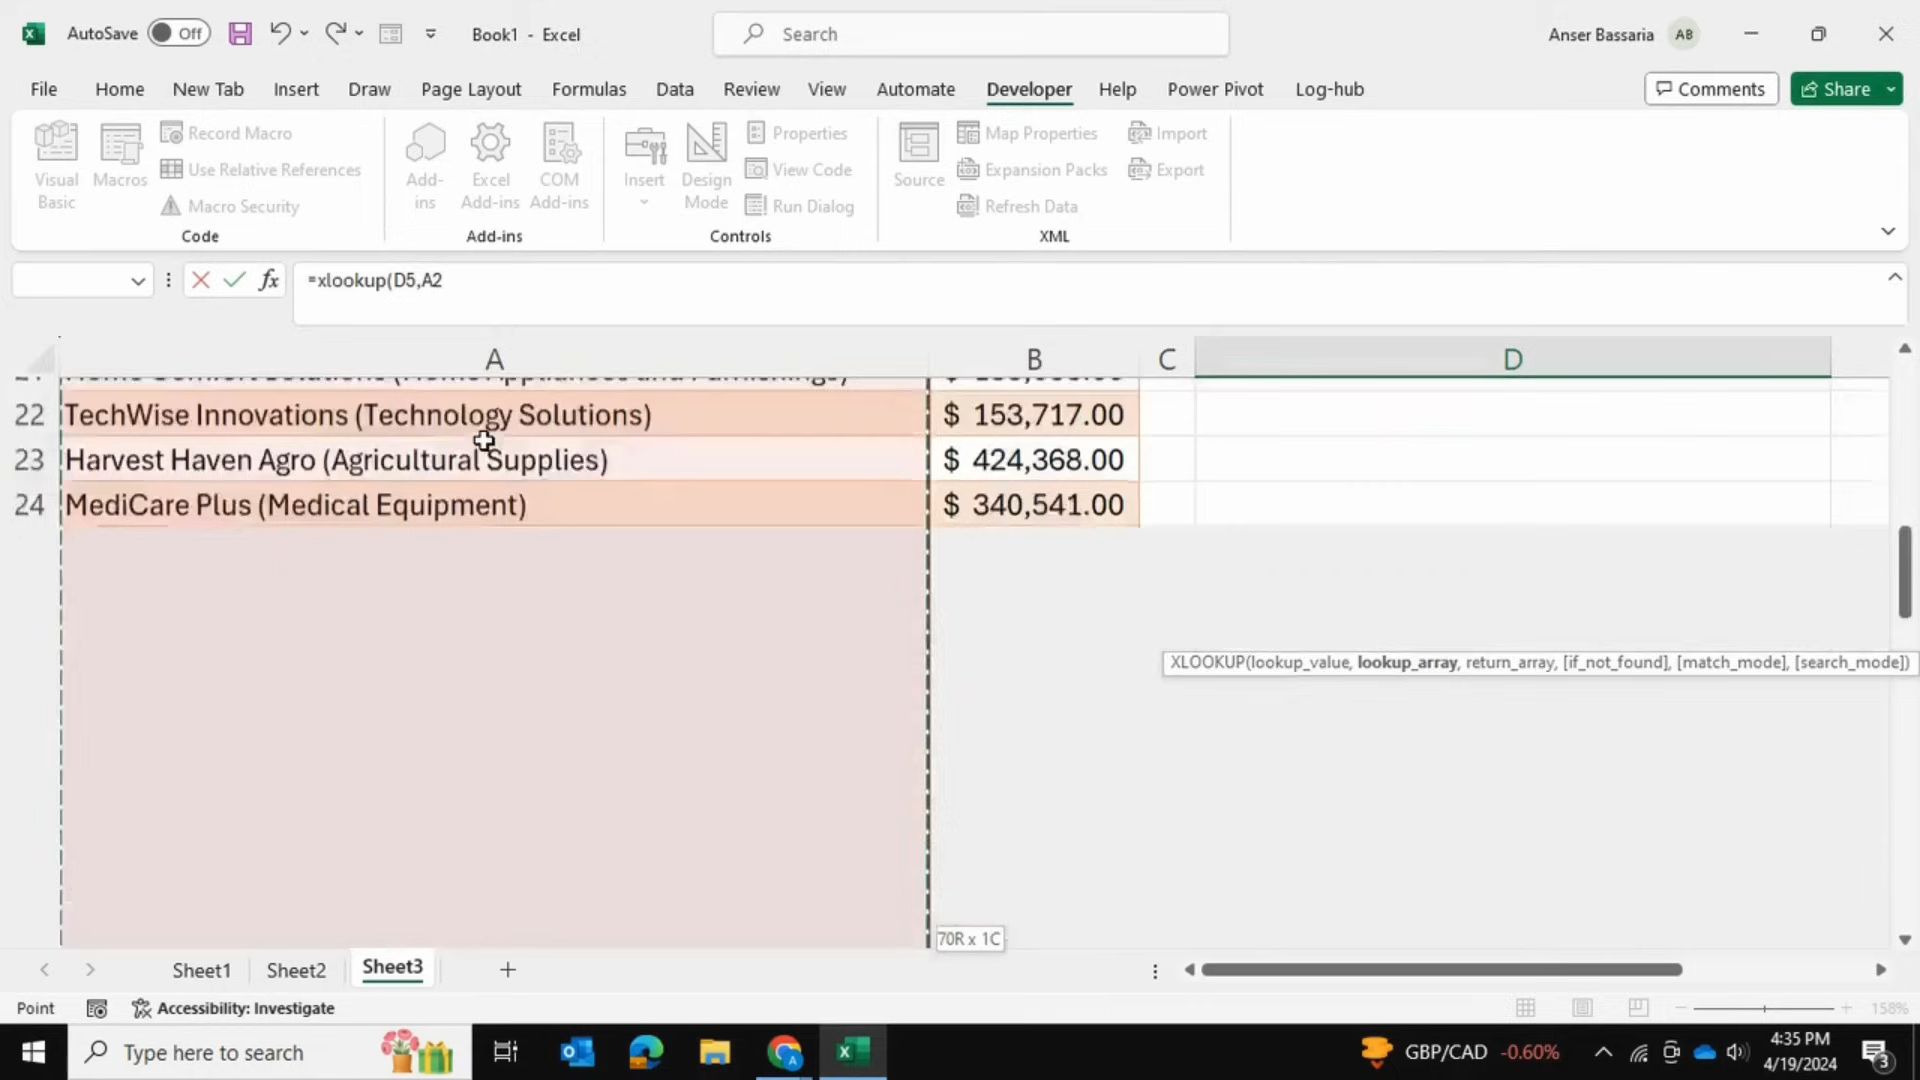 AutoSave Off Book1 - Excel Search Anser Bassaria AB
File Home New Tab Insert Draw Page Layout Formulas Data Review View Automate Developer Help Power Pivot Log-hub Comments Share
Visual Basic
Macros
Record Macro
Use Relative References
Macro Security
Code
Add-ins
Excel Add-ins
COM Add-ins
Add-ins
Insert
Design Mode
Properties
View Code
Run Dialog
Controls
Source
Map Properties
Expansion Packs
Refresh Data
Import
Export
XML
fx =xlookup(D5,A2
A B C D
22 TechWise Innovations (Technology Solutions) $ 153,717.00
23 Harvest Haven Agro (Agricultural Supplies) $ 424,368.00
24 MediCare Plus (Medical Equipment) $ 340,541.00
XLOOKUP(lookup_value, lookup_array, return_array, [if_not_found], [match_mode], [search_mode])
70R x 1C
Sheet1 Sheet2 Sheet3
Point Accessibility: Investigate 158%
Type here to search GBP/CAD -0.60% 4:35 PM
4/19/2024 3